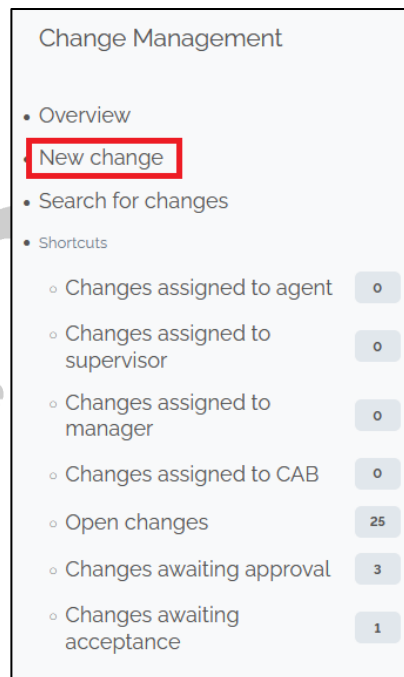 Change Management
Overview
New change
Search for changes
Shortcuts
Changes assigned to agent 0
Changes assigned to
supervisor 0
Changes assigned to
manager 0
Changes assigned to CAB 0
Open changes 25
Changes awaiting approval 3
Changes awaiting
acceptance 1